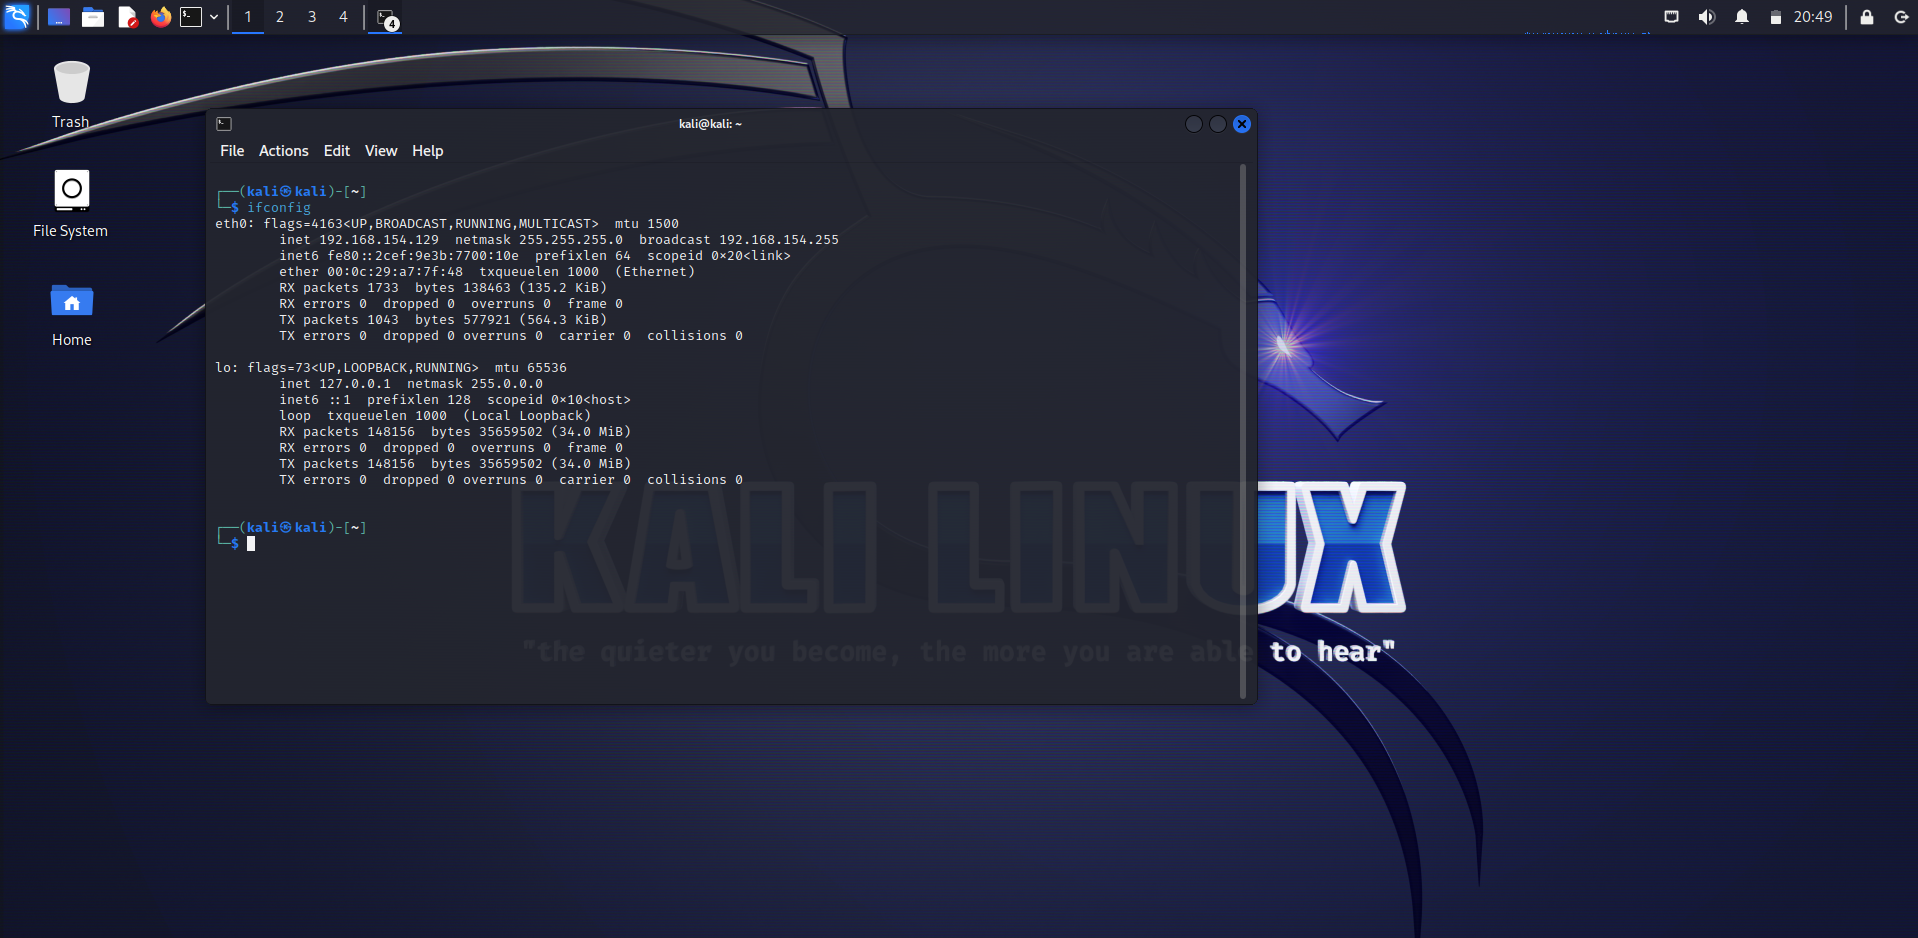 1 2 3 4 4 20:49
Trash
File System
Home
kali@kali: ~
File Actions Edit View Help
┌──(kali㉿kali)-[~]
└─$ ifconfig
eth0: flags=4163<UP,BROADCAST,RUNNING,MULTICAST>  mtu 1500
        inet 192.168.154.129  netmask 255.255.255.0  broadcast 192.168.154.255
        inet6 fe80::2cef:9e3b:7700:10e  prefixlen 64  scopeid 0x20<link>
        ether 00:0c:29:a7:7f:48  txqueuelen 1000  (Ethernet)
        RX packets 1733  bytes 138463 (135.2 KiB)
        RX errors 0  dropped 0  overruns 0  frame 0
        TX packets 1043  bytes 577921 (564.3 KiB)
        TX errors 0  dropped 0 overruns 0  carrier 0  collisions 0
lo: flags=73<UP,LOOPBACK,RUNNING>  mtu 65536
        inet 127.0.0.1  netmask 255.0.0.0
        inet6 ::1  prefixlen 128  scopeid 0x10<host>
        loop  txqueuelen 1000  (Local Loopback)
        RX packets 148156  bytes 35659502 (34.0 MiB)
        RX errors 0  dropped 0  overruns 0  frame 0
        TX packets 148156  bytes 35659502 (34.0 MiB)
        TX errors 0  dropped 0 overruns 0  carrier 0  collisions 0
┌──(kali㉿kali)-[~]
└─$
KALI LINUX
"the quieter you become, the more you are able to hear"